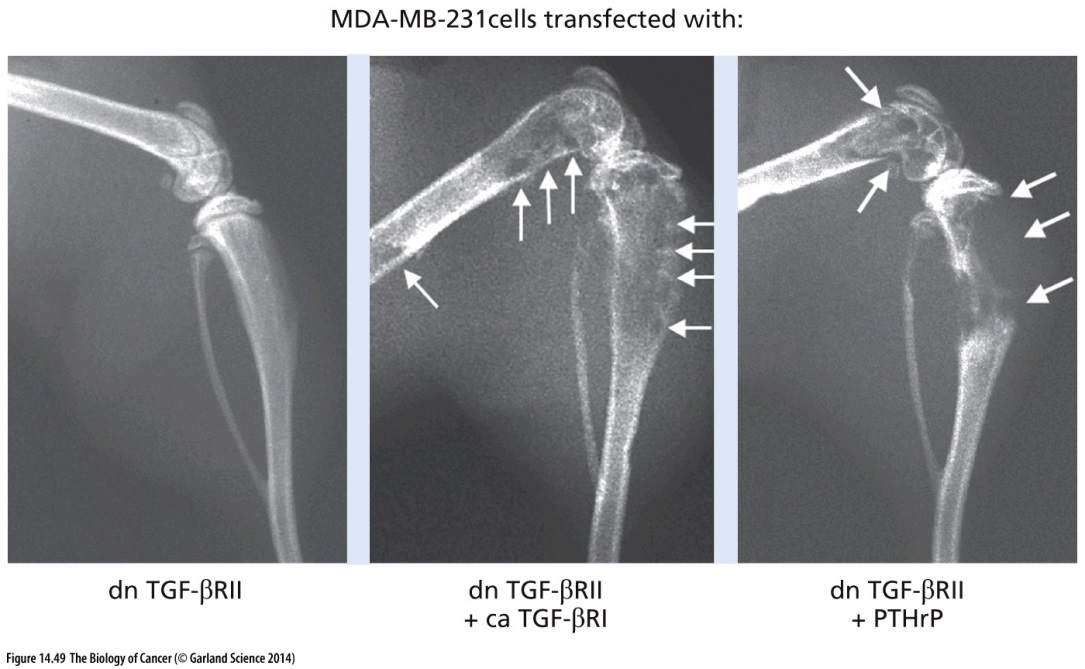 MDA-MB-231cells transfected with:
dn TGF-βRII
dn TGF-βRII
+ ca TGF-βRI
dn TGF-βRII
+ PTHrP
Figure 14.49 The Biology of Cancer (© Garland Science 2014)